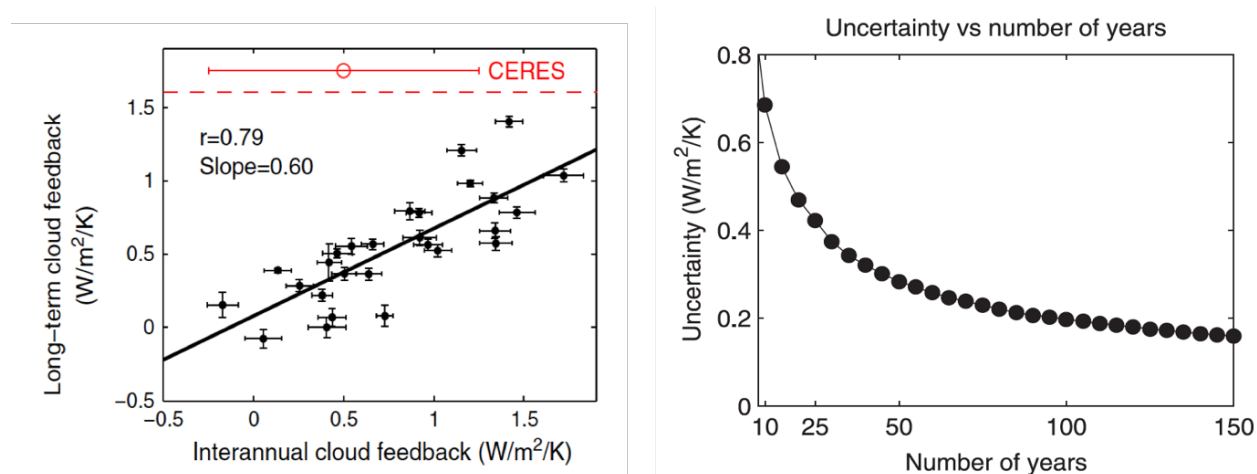 CERES
r=0.79
Slope=0.60
1.5
1
0.5
0
−0.5
−0.5
0
0.5
1
1.5
Long−term cloud feedback
(W/m²/K)
Interannual cloud feedback (W/m²/K)
Uncertainty vs number of years
0.8
0.6
0.4
0.2
0
10
25
50
100
150
Uncertainty (W/m²/K)
Number of years